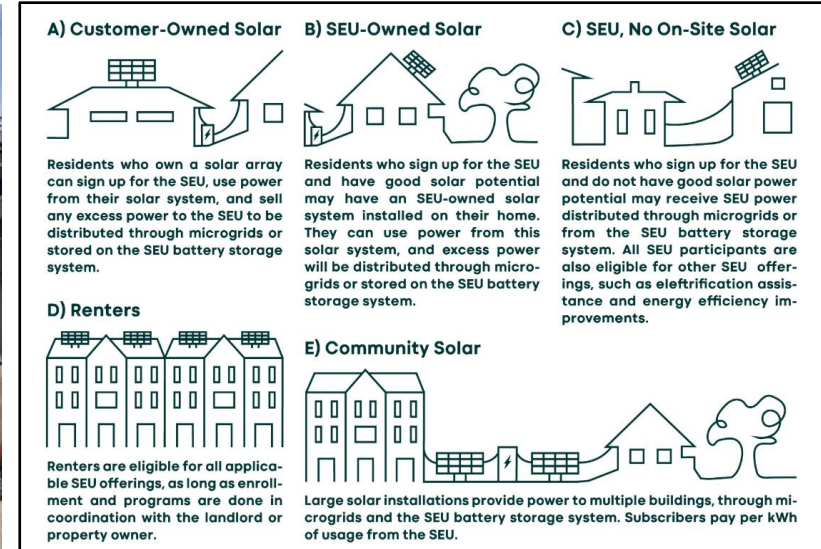 A) Customer-Owned Solar
Residents who own a solar array
can sign up for the SEU, use power
from their solar system, and sell
any excess power to the SEU to be
distributed through microgrids or
stored on the SEU battery storage
system.
B) SEU-Owned Solar
Residents who sign up for the SEU
and have good solar potential
may have an SEU-owned solar
system installed on their home.
They can use power from this
solar system, and excess power
will be distributed through micro-
grids or stored on the SEU battery
storage system.
C) SEU, No On-Site Solar
Residents who sign up for the SEU
and do not have good solar power
potential may receive SEU power
distributed through microgrids or
from the SEU battery storage
system. All SEU participants are
also eligible for other SEU offer-
ings, such as eleftrification assis-
tance and energy efficiency im-
provements.
D) Renters
Renters are eligible for all applica-
ble SEU offerings, as long as enroll-
ment and programs are done in
coordination with the landlord or
property owner.
E) Community Solar
Large solar installations provide power to multiple buildings, through mi-
crogrids and the SEU battery storage system. Subscribers pay per kWh
of usage from the SEU.